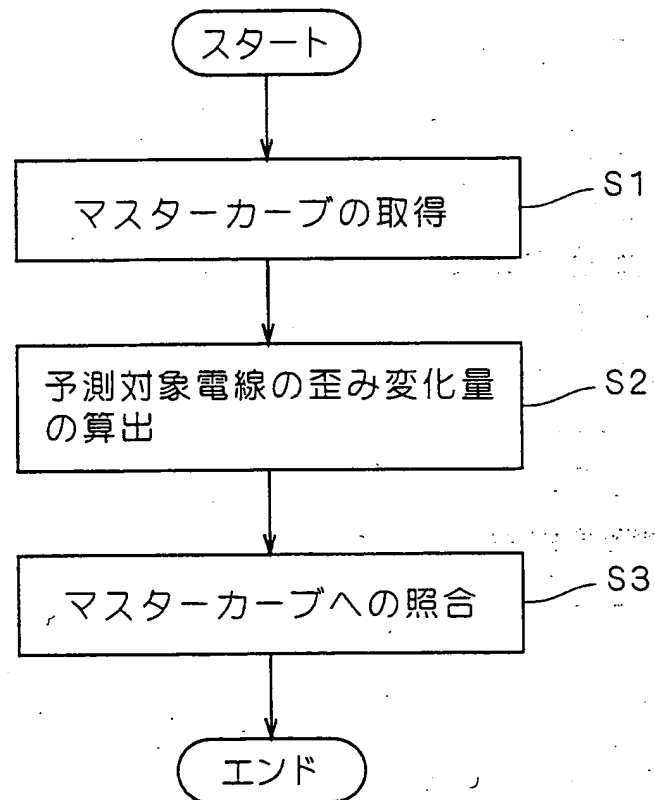 スタート
マスターカーブの取得
S1
予測対象電線の歪み変化量
の算出
S2
マスターカーブへの照合
S3
エンド